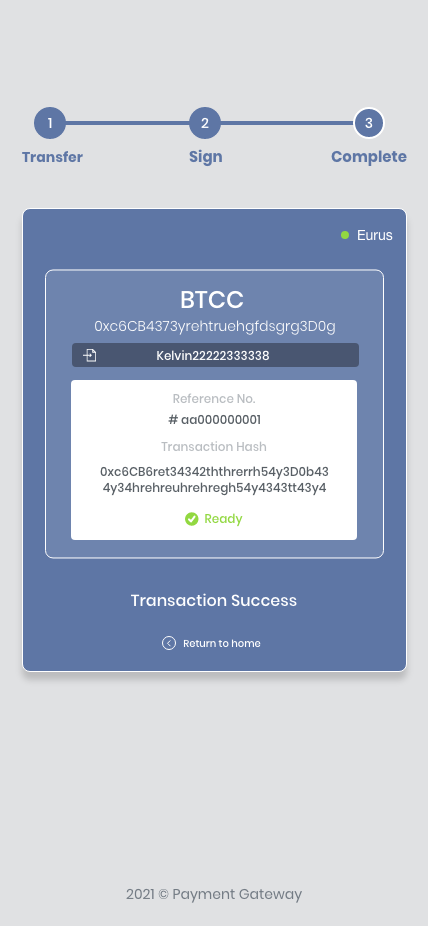 1 2 3
Transfer Sign Complete
Eurus
BTCC
0xc6CB4373yrehtruehgfdsgrg3D0g
Kelvin22222333338
Reference No.
# aa000000001
Transaction Hash
0xc6CB6ret34342ththrerrh54y3D0b43
4y34hrehreuhrehregh54y4343tt43y4
Ready
Transaction Success
Return to home
2021 © Payment Gateway